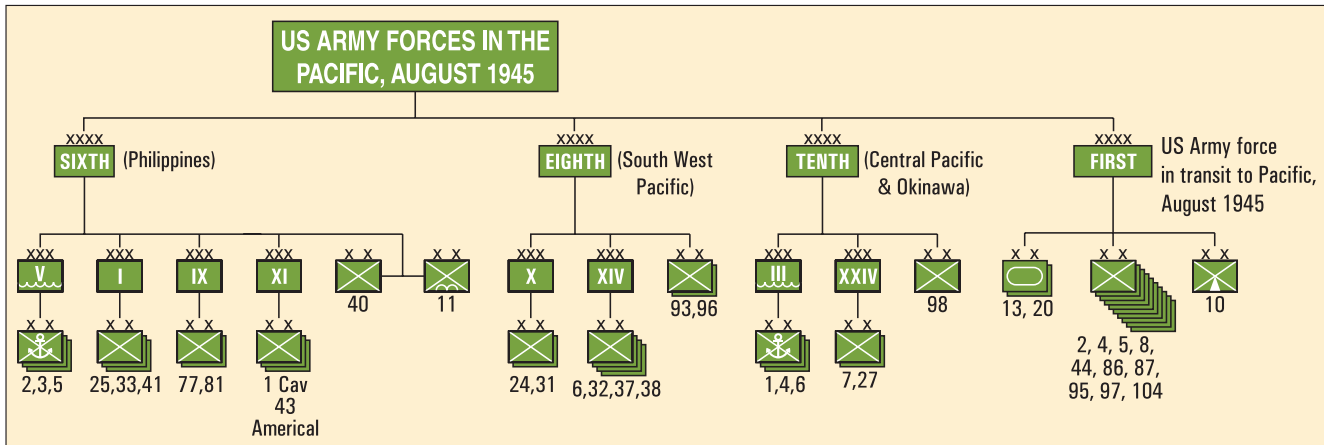 US ARMY FORCES IN THE
PACIFIC, AUGUST 1945
XXXX
SIXTH
(Philippines)
XXXX
EIGHTH
(South West
Pacific)
XXXX
TENTH
(Central Pacific
& Okinawa)
XXXX
FIRST
US Army force
in transit to Pacific,
August 1945
XXX
V
XXX
I
XXX
IX
XXX
XI
X X
40
X X
11
XXX
X
XXX
XIV
X X
93,96
XXX
III
XXX
XXIV
X X
98
X X
13, 20
X X
2, 4, 5, 8,
44, 86, 87,
95, 97, 104
X X
10
X X
2,3,5
X X
25,33,41
X X
77,81
X X
1 Cav
43
Americal
X X
24,31
X X
6,32,37,38
X X
1,4,6
X X
7,27